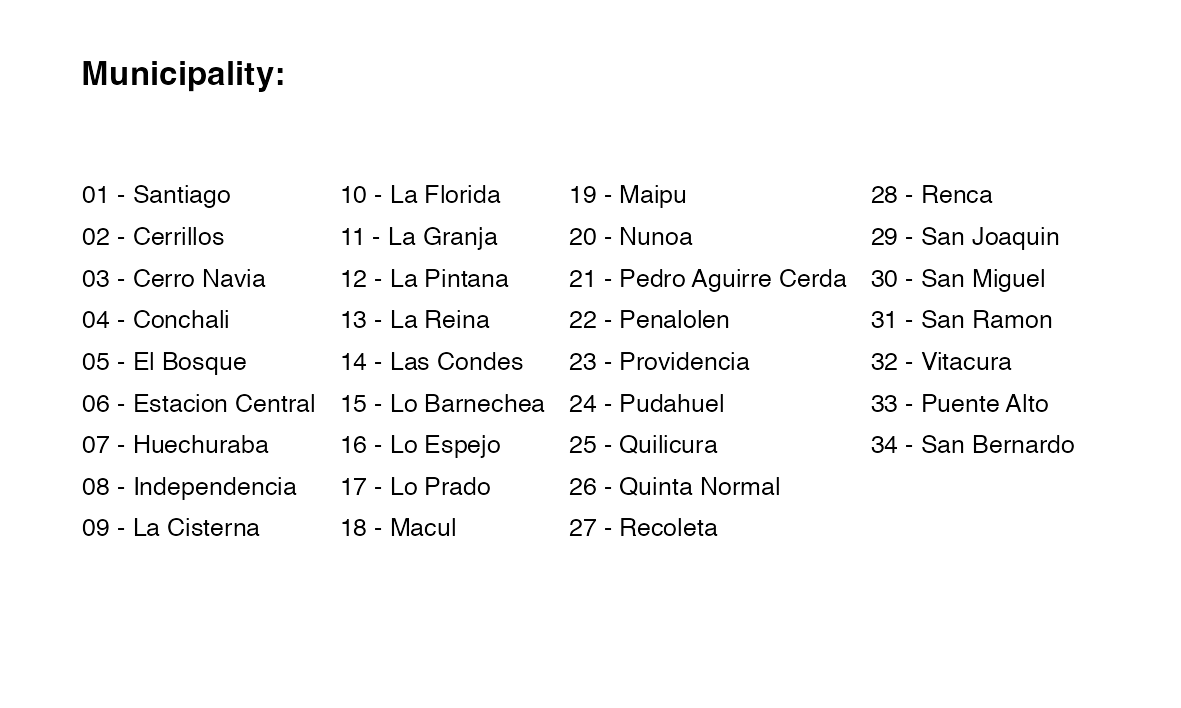 Municipality:
01 - Santiago
02 - Cerrillos
03 - Cerro Navia
04 - Conchali
05 - El Bosque
06 - Estacion Central
07 - Huechuraba
08 - Independencia
09 - La Cisterna
10 - La Florida
11 - La Granja
12 - La Pintana
13 - La Reina
14 - Las Condes
15 - Lo Barnechea
16 - Lo Espejo
17 - Lo Prado
18 - Macul
19 - Maipu
20 - Nunoa
21 - Pedro Aguirre Cerda
22 - Penalolen
23 - Providencia
24 - Pudahuel
25 - Quilicura
26 - Quinta Normal
27 - Recoleta
28 - Renca
29 - San Joaquin
30 - San Miguel
31 - San Ramon
32 - Vitacura
33 - Puente Alto
34 - San Bernardo